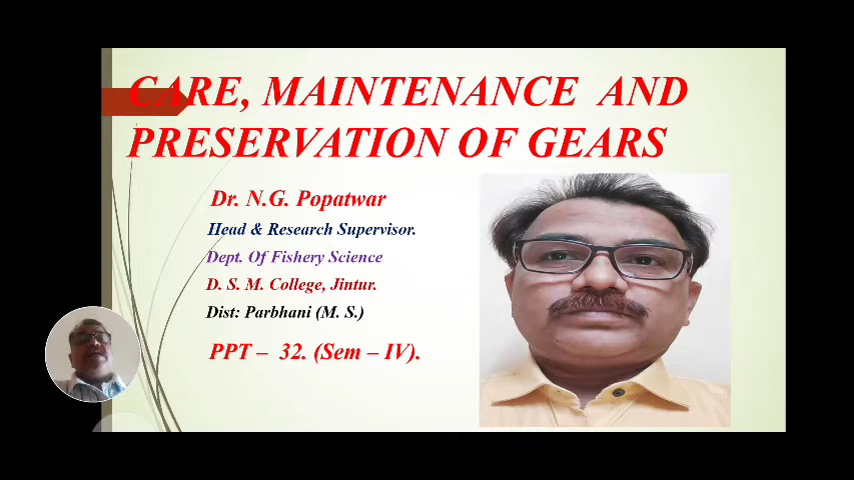 CARE, MAINTENANCE AND
PRESERVATION OF GEARS
Dr. N.G. Popatwar
Head & Research Supervisor.
Dept. Of Fishery Science
D. S. M. College, Jintur.
Dist: Parbhani (M. S.)
PPT – 32. (Sem – IV).